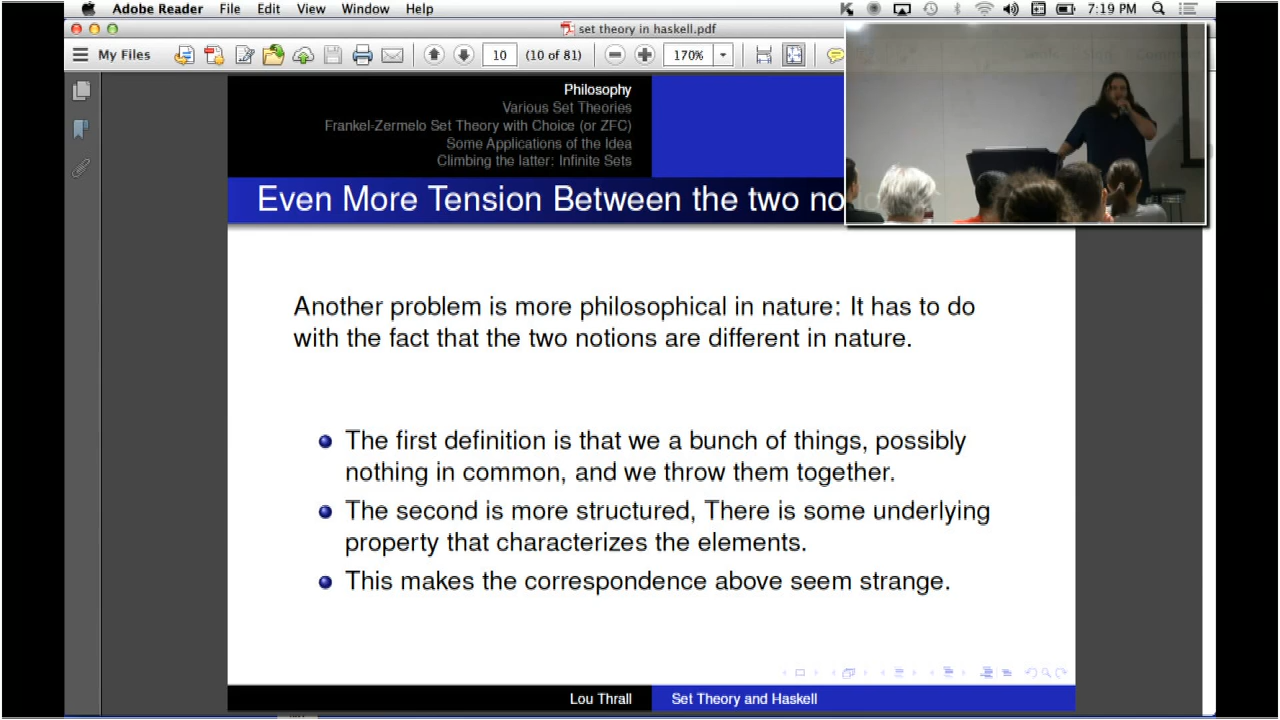 Adobe Reader File Edit View Window Help 7:19 PM
set theory in haskell.pdf
My Files 10 (10 of 81) 170%
Philosophy
Various Set Theories
Frankel-Zermelo Set Theory with Choice (or ZFC)
Some Applications of the Idea
Climbing the latter: Infinite Sets
Even More Tension Between the two no
Another problem is more philosophical in nature: It has to do
with the fact that the two notions are different in nature.
The first definition is that we a bunch of things, possibly
nothing in common, and we throw them together.
The second is more structured, There is some underlying
property that characterizes the elements.
This makes the correspondence above seem strange.
Lou Thrall Set Theory and Haskell